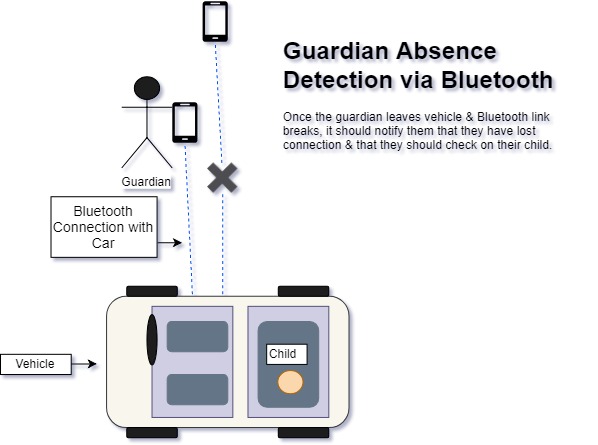 Guardian Absence
Detection via Bluetooth
Once the guardian leaves vehicle & Bluetooth link
breaks, it should notify them that they have lost
connection & that they should check on their child.
Guardian
Bluetooth
Connection with
Car
Vehicle
Child